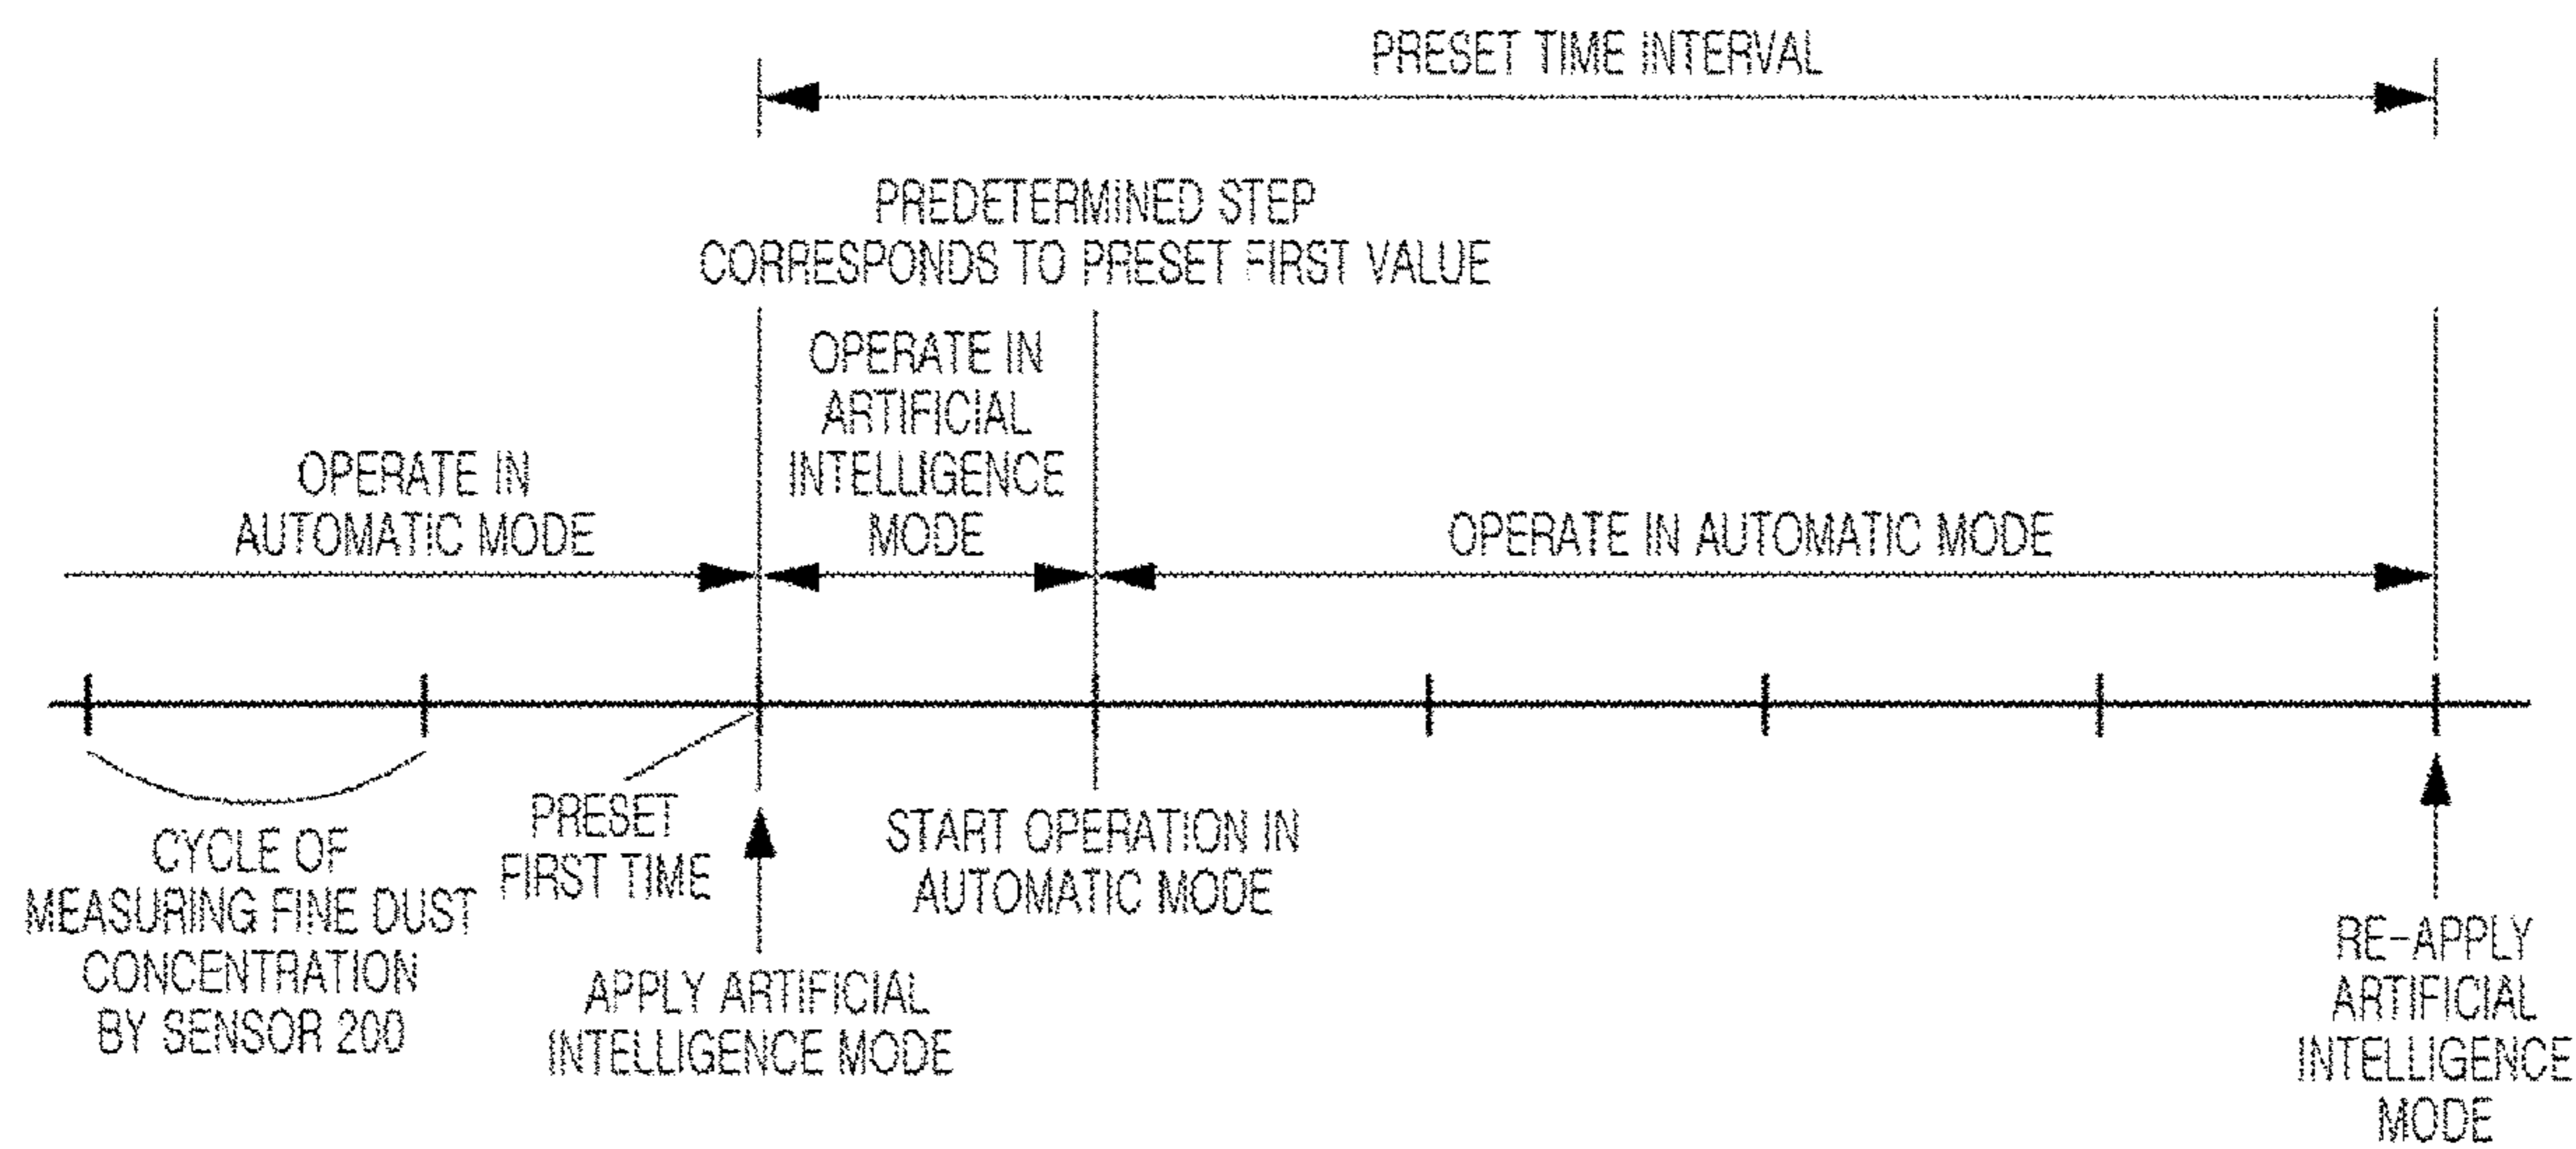 PRESET TIME INTERVAL
PREDETERMINED STEP
CORRESPONDS TO PRESET FIRST VALUE
OPERATE IN
ARTIFICIAL
INTELLIGENCE
MODE
OPERATE IN
AUTOMATIC MODE
OPERATE IN AUTOMATIC MODE
CYCLE OF
MEASURING FINE DUST
CONCENTRATION
BY SENSOR 200
PRESET
FIRST TIME
APPLY ARTIFICIAL
INTELLIGENCE MODE
START OPERATION IN
AUTOMATIC MODE
RE-APPLY
ARTIFICIAL
INTELLIGENCE
MODE